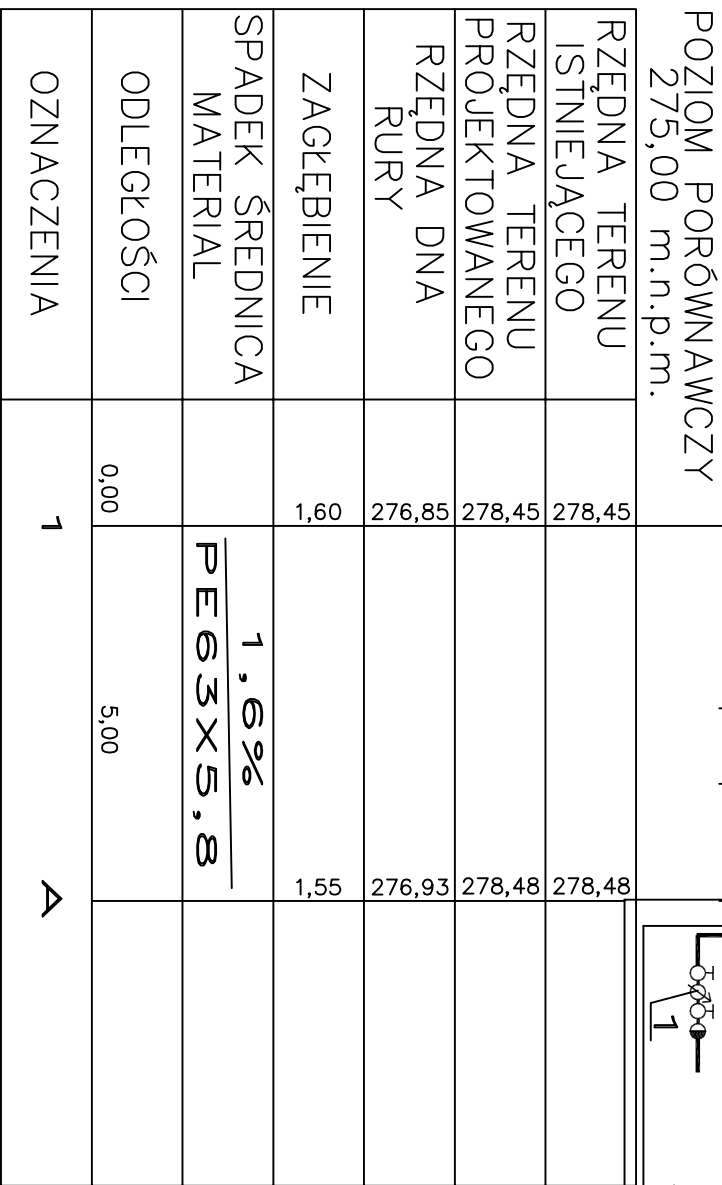 POZIOM PORÓWNAWCZY
275,00 m.n.p.m.
RZĘDNA TERENU
ISTNIEJĄCEGO
278,45
278,48
RZĘDNA TERENU
PROJEKTOWANEGO
278,45
278,48
RZĘDNA DNA
RURY
276,85
276,93
ZAGŁĘBIENIE
1,60
1,55
SPADEK ŚREDNICA
MATERIAL
1,6%
PE63X5,8
ODLEGŁOŚCI
0,00
5,00
OZNACZENIA
1
A
1